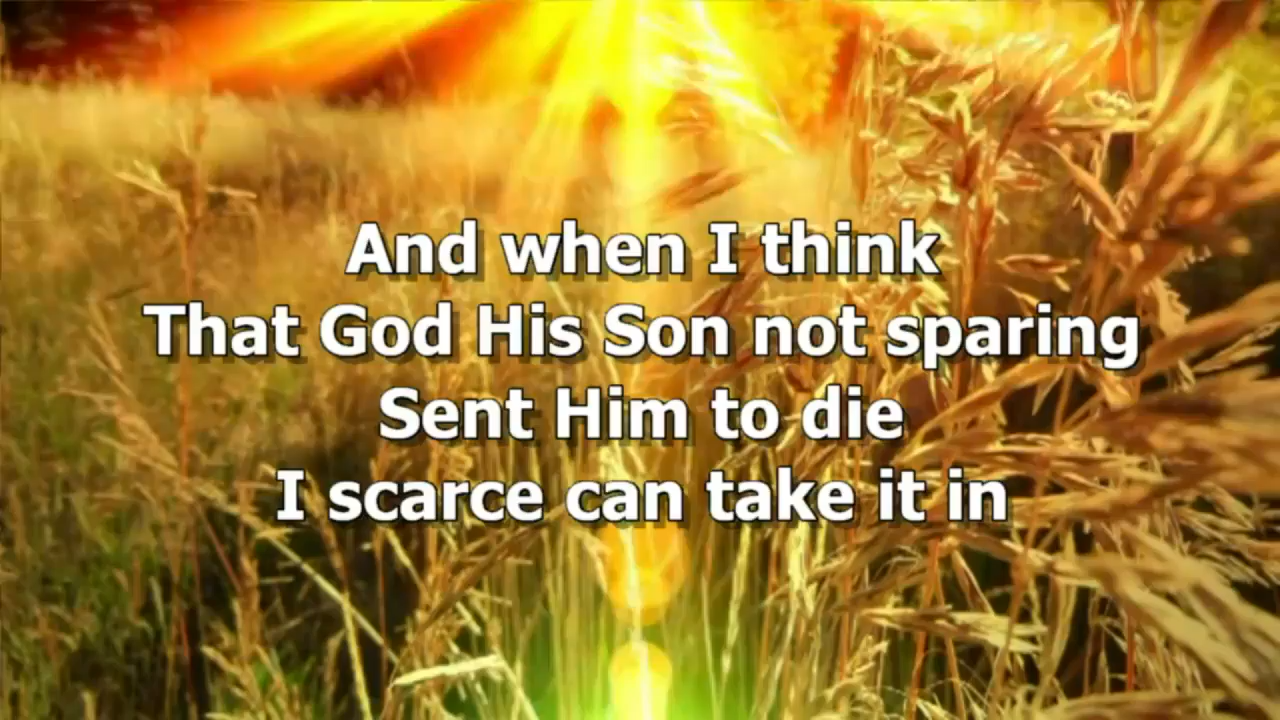 And when I think
That God His Son not sparing
Sent Him to die
I scarce can take it in